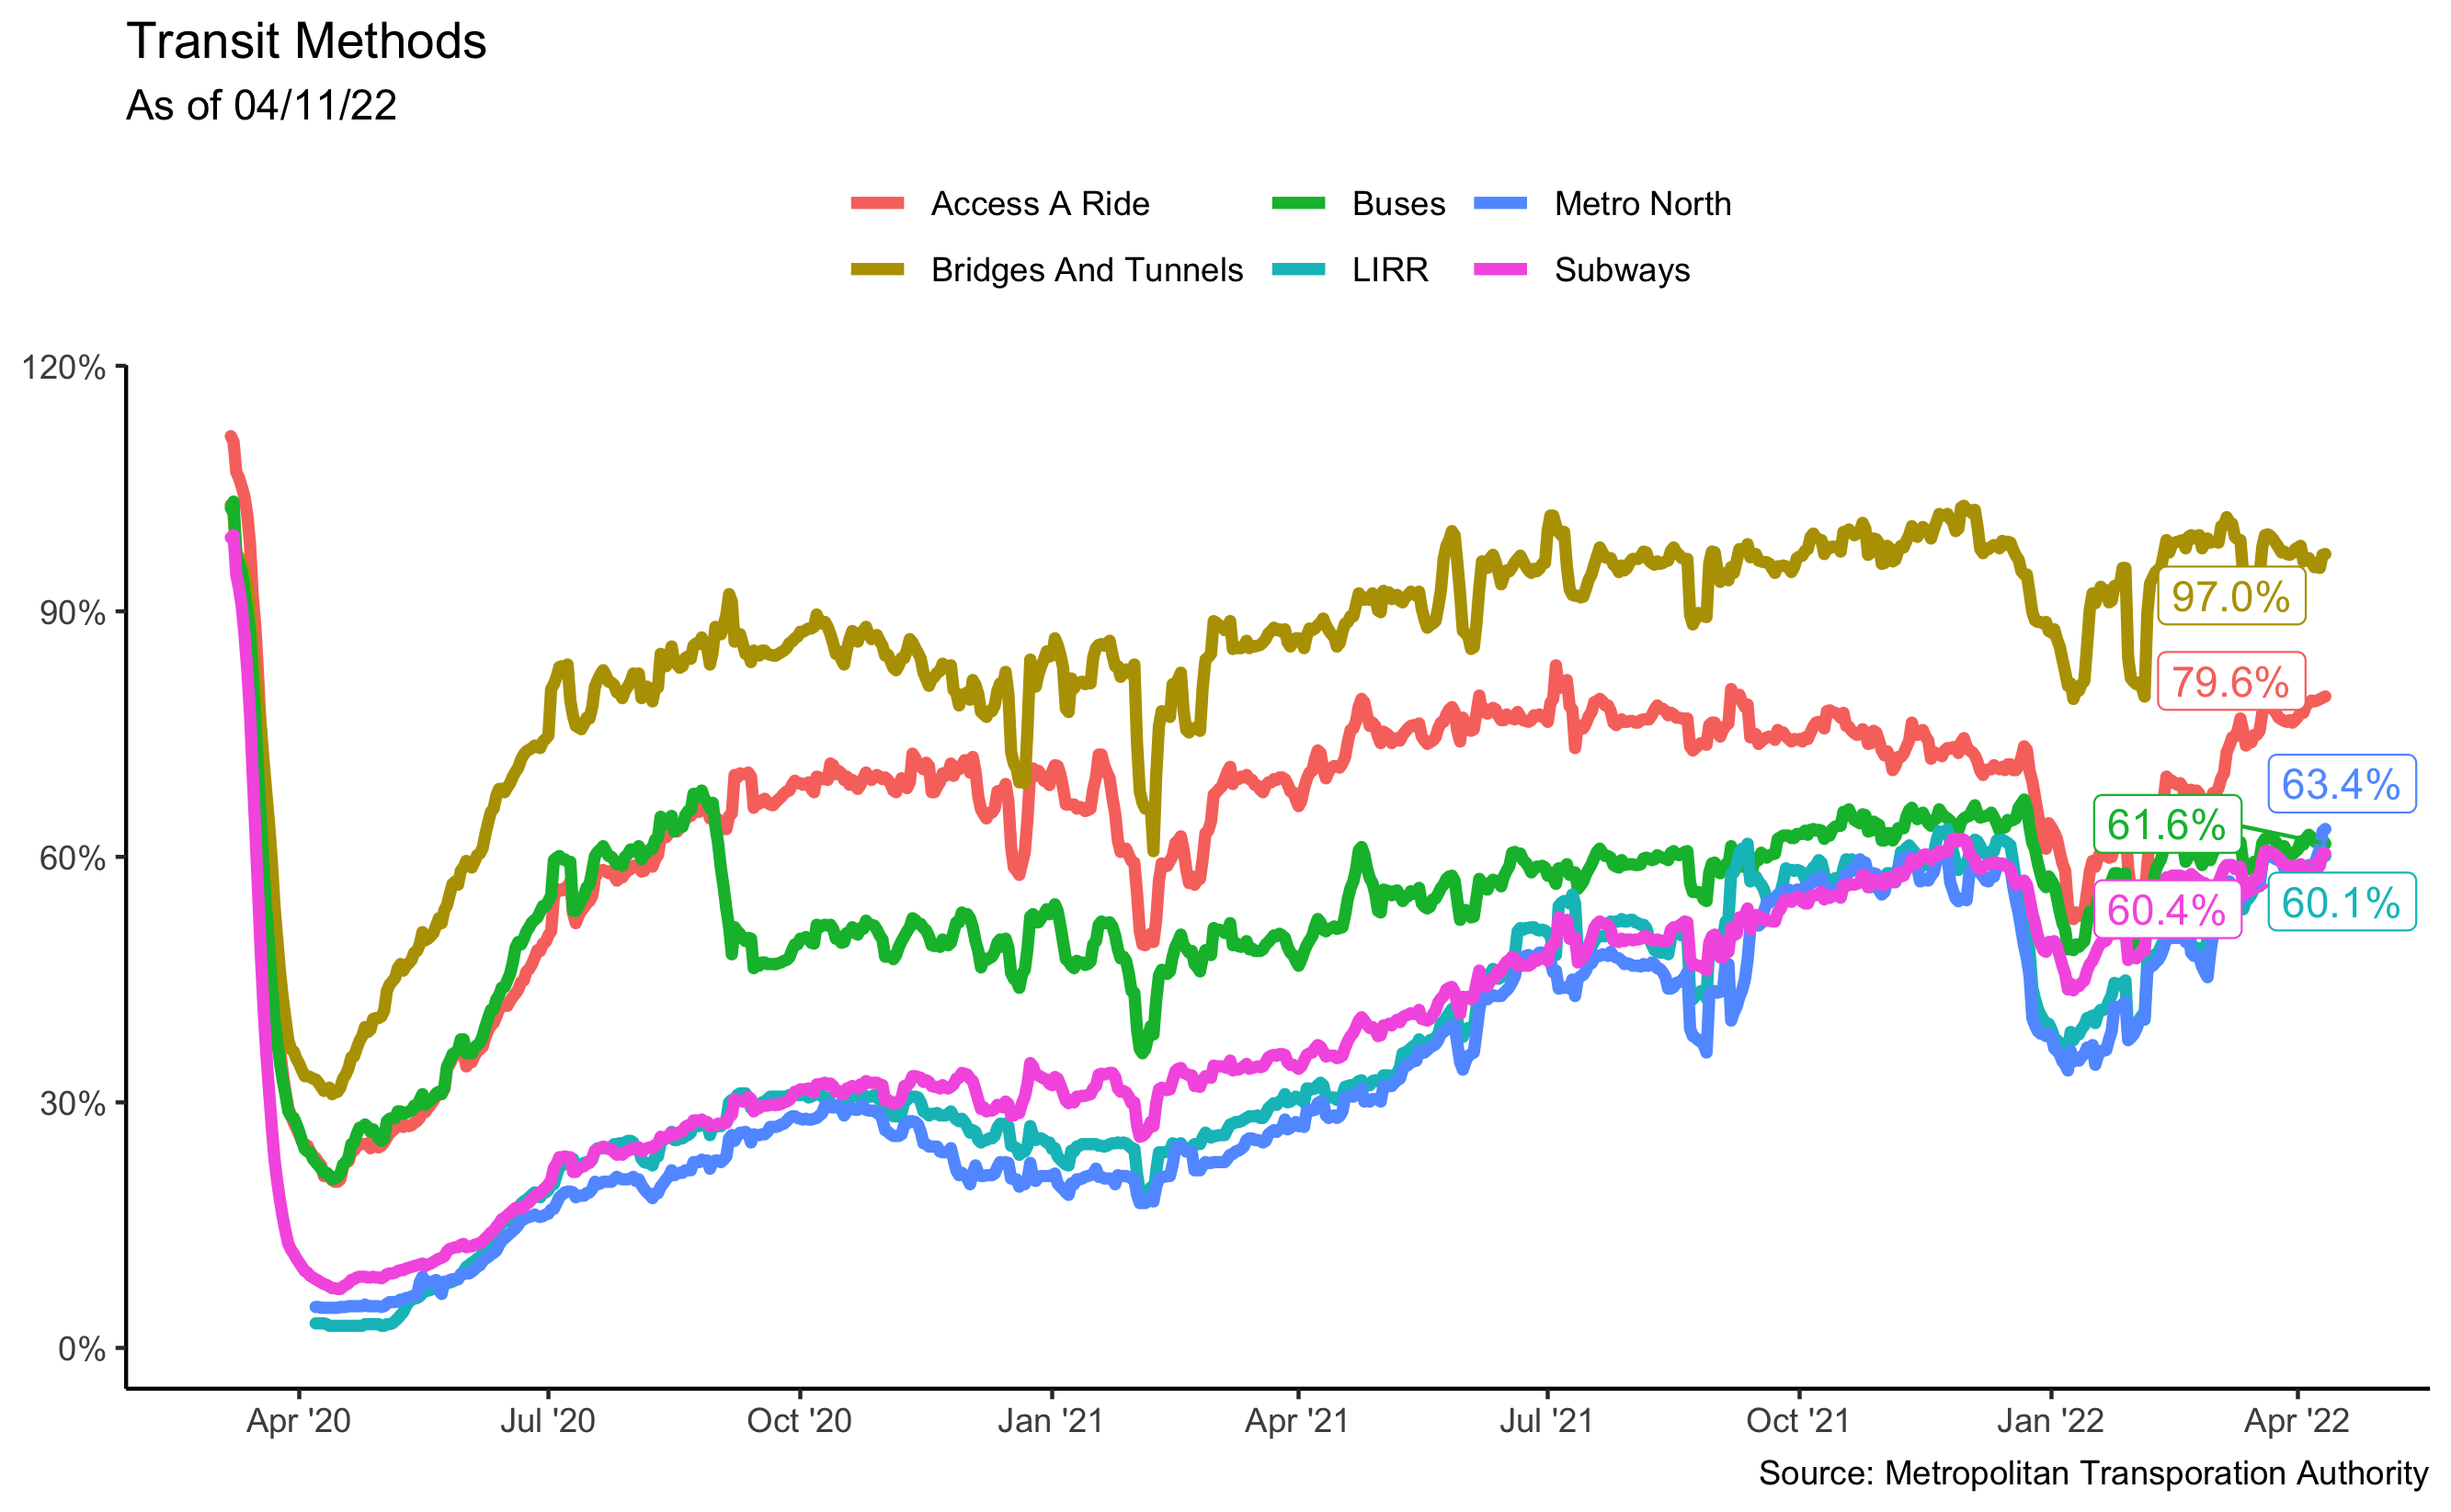 Transit Methods
As of 04/11/22
Access A Ride
Buses
Metro North
Bridges And Tunnels
LIRR
Subways
120%
90%
60%
30%
0%
97.0%
79.6%
63.4%
61.6%
60.4%
60.1%
Apr '20
Jul '20
Oct '20
Jan '21
Apr '21
Jul '21
Oct '21
Jan '22
Apr '22
Source: Metropolitan Transporation Authority